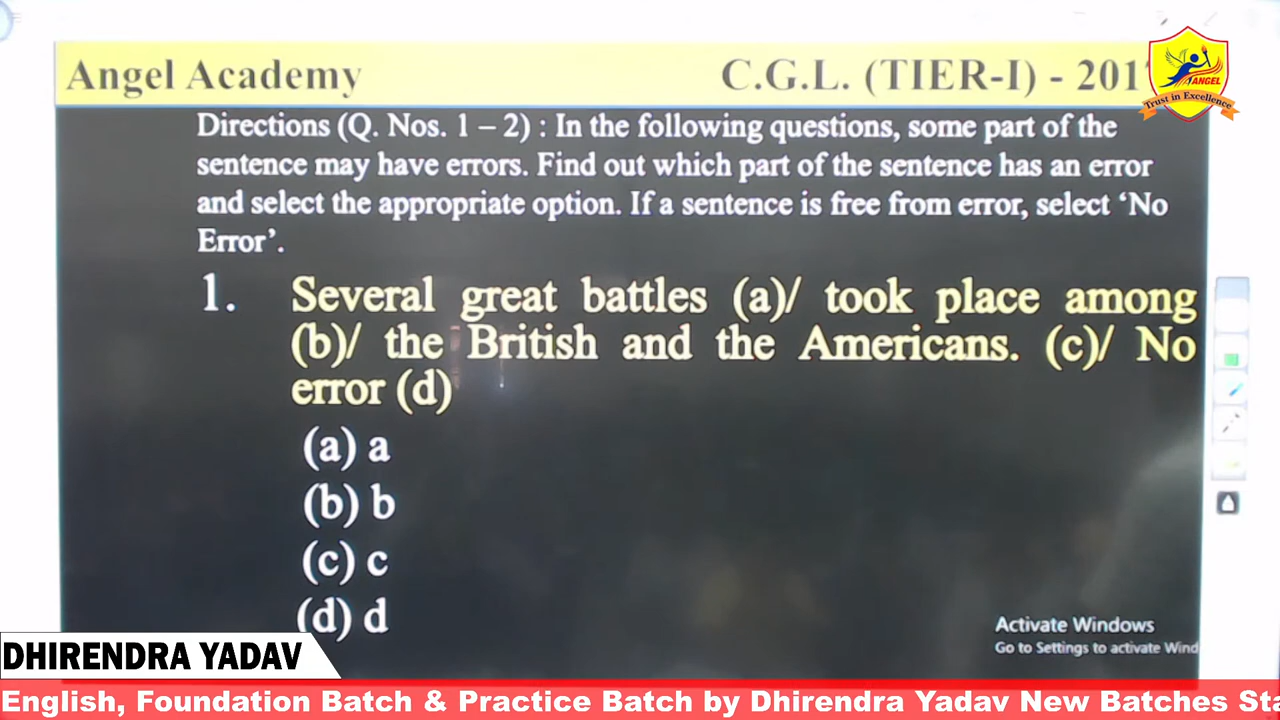 Angel Academy
C.G.L. (TIER-I) - 201
ANGEL
Trust in Excellence
Directions (Q. Nos. 1 – 2) : In the following questions, some part of the
sentence may have errors. Find out which part of the sentence has an error
and select the appropriate option. If a sentence is free from error, select ‘No
Error’.
1. Several great battles (a)/ took place among
(b)/ the British and the Americans. (c)/ No
error (d)
(a) a
(b) b
(c) c
(d) d
Activate Windows
Go to Settings to activate Wind
DHIRENDRA YADAV
English, Foundation Batch & Practice Batch by Dhirendra Yadav New Batches Sta